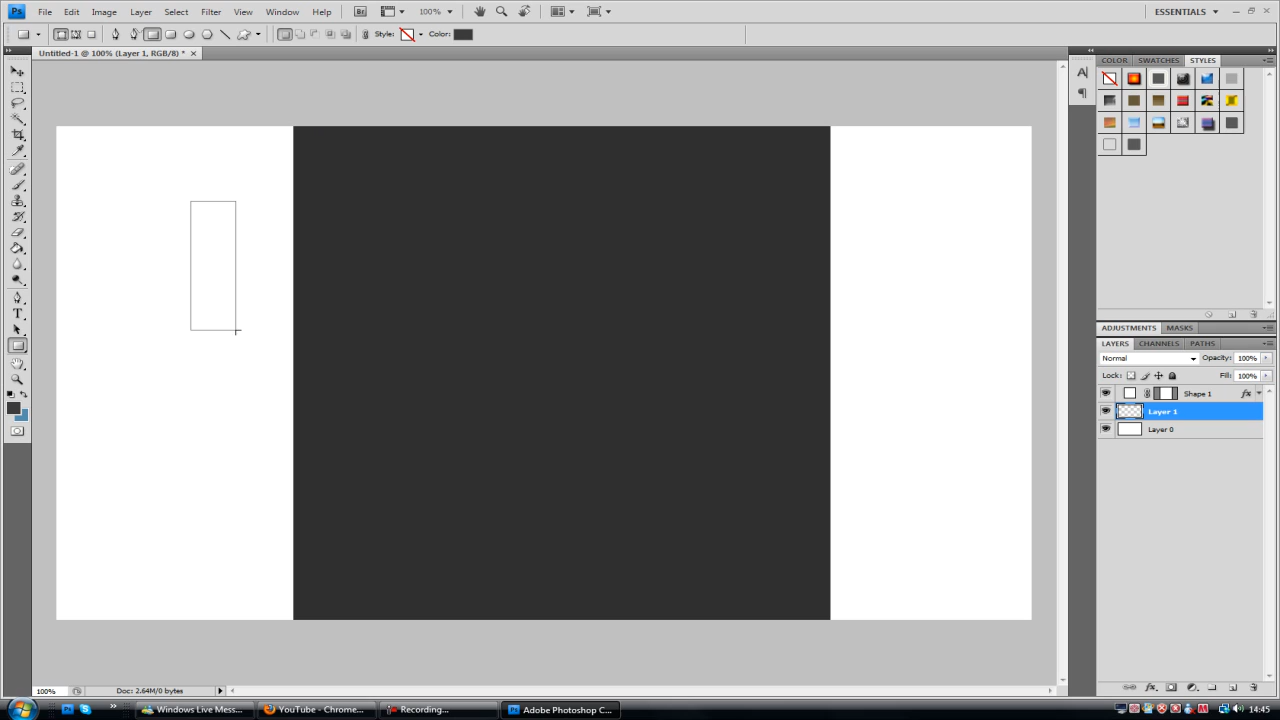 Ps File Edit Image Layer Select Filter View Window Help Br 100% ESSENTIALS
Style: Color:
Untitled-1 @ 100% (Layer 1, RGB/8) *
COLOR SWATCHES STYLES
ADJUSTMENTS MASKS
LAYERS CHANNELS PATHS
Normal Opacity: 100%
Lock: Fill: 100%
Shape 1 fx
Layer 1
Layer 0
100% Doc: 2.64M/0 bytes
Windows Live Mess... YouTube - Chrome... Recording... Adobe Photoshop C... 14:45